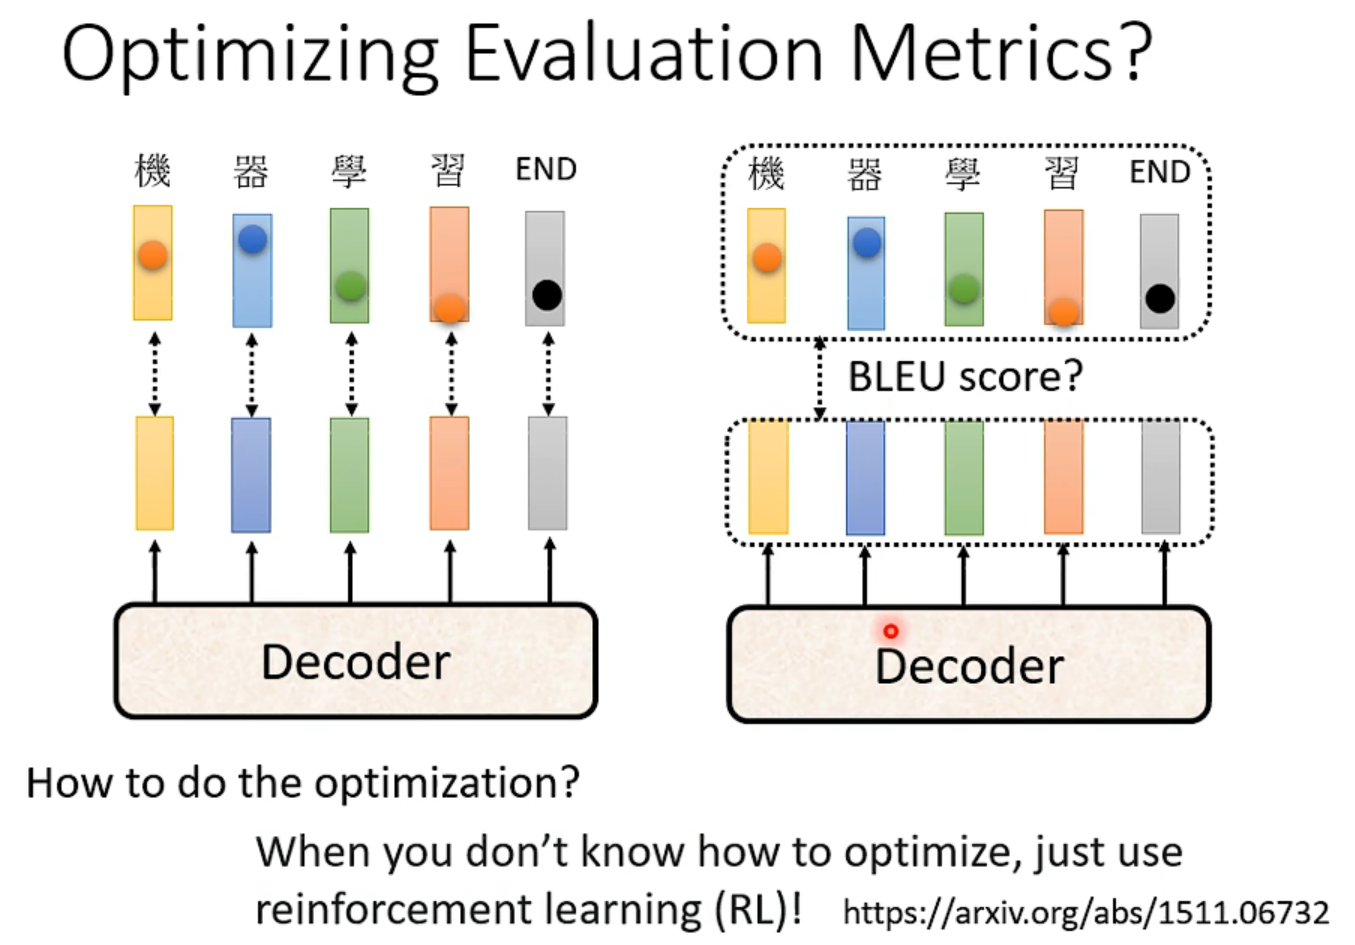 Optimizing Evaluation Metrics?
機 器 學 習 END
機 器 學 習 END
BLEU score?
Decoder
Decoder
How to do the optimization?
When you don't know how to optimize, just use
reinforcement learning (RL)! https://arxiv.org/abs/1511.06732